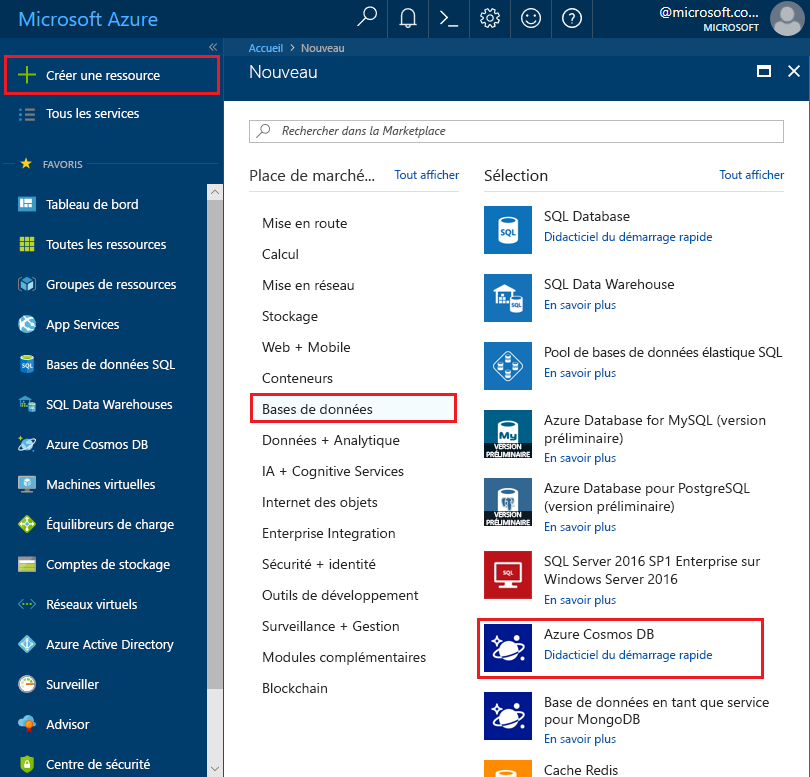 Microsoft Azure
@microsoft.co...
MICROSOFT
Créer une ressource
Tous les services
FAVORIS
Tableau de bord
Toutes les ressources
Groupes de ressources
App Services
Bases de données SQL
SQL Data Warehouses
Azure Cosmos DB
Machines virtuelles
Équilibreurs de charge
Comptes de stockage
Réseaux virtuels
Azure Active Directory
Surveiller
Advisor
Centre de sécurité
Accueil > Nouveau
Nouveau
Rechercher dans la Marketplace
Place de marché... Tout afficher
Mise en route
Calcul
Mise en réseau
Stockage
Web + Mobile
Conteneurs
Bases de données
Données + Analytique
IA + Cognitive Services
Internet des objets
Enterprise Integration
Sécurité + identité
Outils de développement
Surveillance + Gestion
Modules complémentaires
Blockchain
Sélection Tout afficher
SQL
SQL Database
Didacticiel du démarrage rapide
SQL
SQL Data Warehouse
En savoir plus
Pool de bases de données élastique SQL
En savoir plus
My
VERSION
PRÉLIMINAIRE
Azure Database for MySQL (version
préliminaire)
En savoir plus
VERSION
PRÉLIMINAIRE
Azure Database pour PostgreSQL
(version préliminaire)
En savoir plus
SQL
SQL Server 2016 SP1 Enterprise sur
Windows Server 2016
En savoir plus
Azure Cosmos DB
Didacticiel du démarrage rapide
Base de données en tant que service
pour MongoDB
En savoir plus
Cache Redis